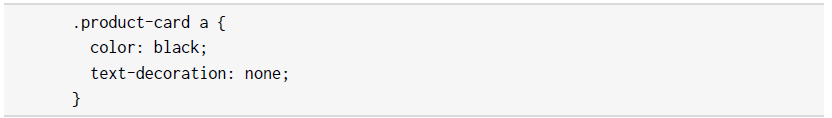 .product-card a {
  color: black;
  text-decoration: none;
}